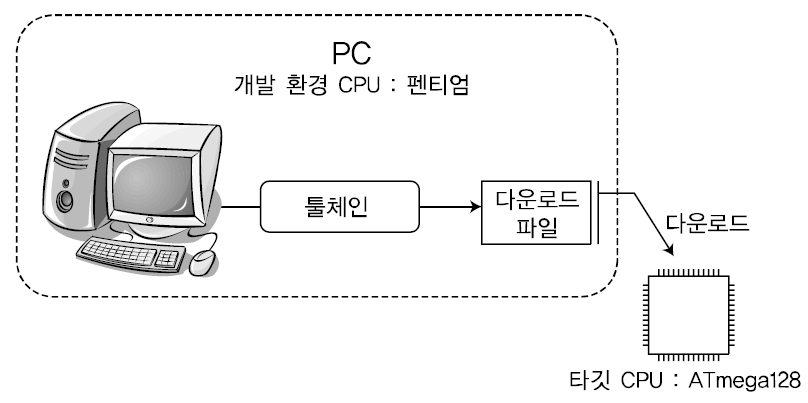 PC
개발 환경 CPU : 펜티엄
툴체인
다운로드
파일
다운로드
타깃 CPU : ATmega128